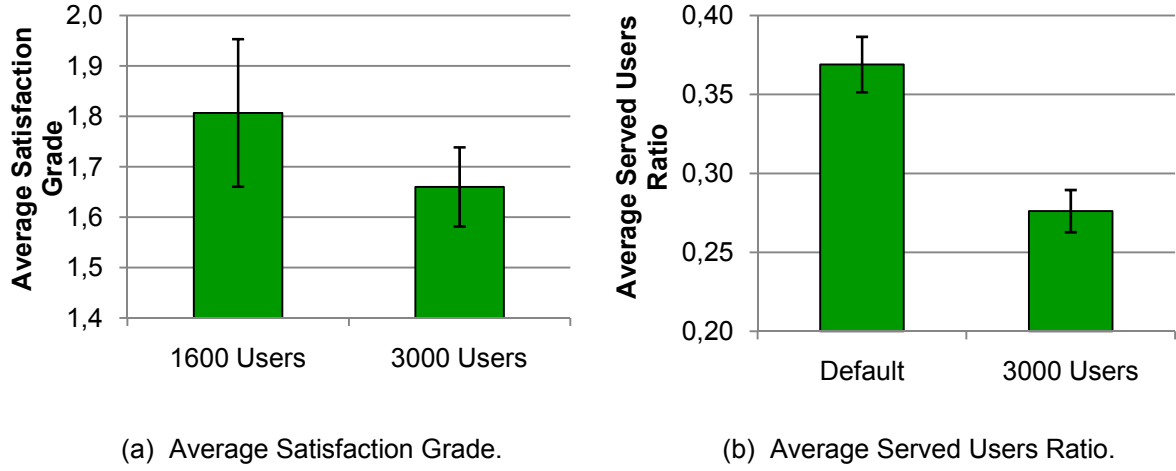 Average Satisfaction
Grade
2,0
1,9
1,8
1,7
1,6
1,5
1,4
1600 Users
3000 Users
(a) Average Satisfaction Grade.
Average Served Users
Ratio
0,40
0,35
0,30
0,25
0,20
Default
3000 Users
(b) Average Served Users Ratio.